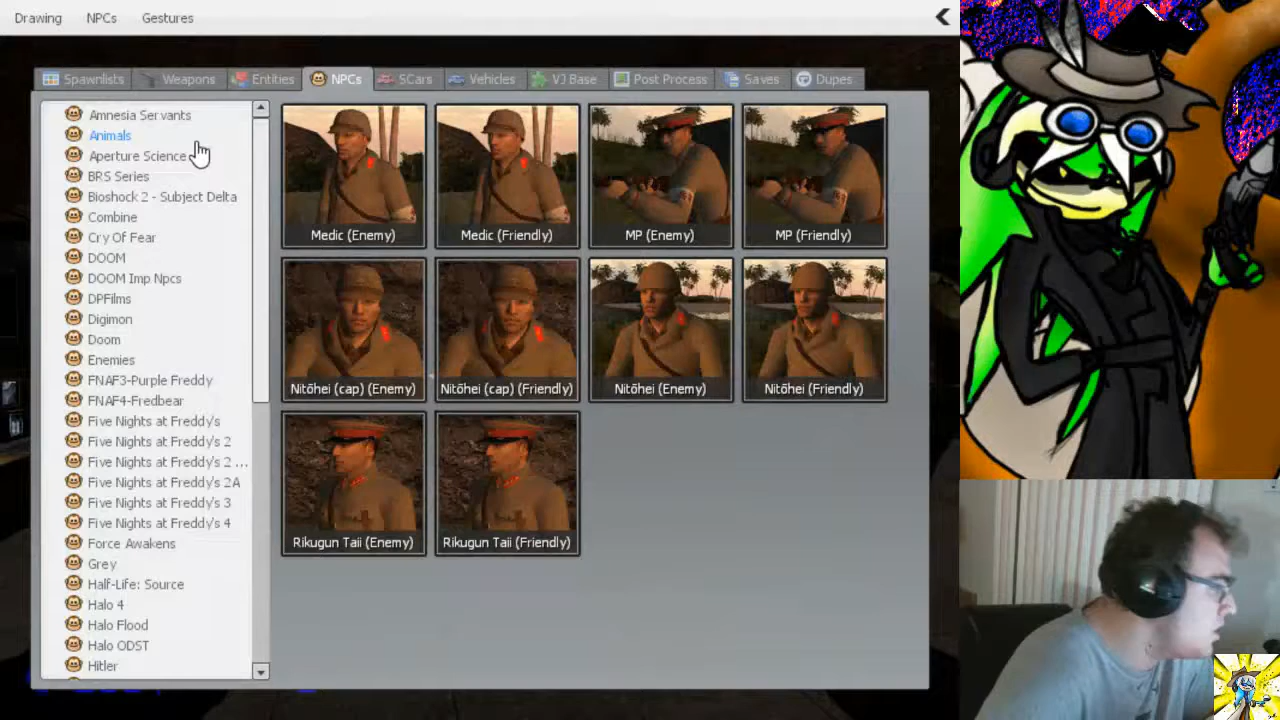 Drawing NPCs Gestures
Spawnlists Weapons Entities NPCs SCars Vehicles VJ Base Post Process Saves Dupes
Amnesia Servants
Animals
Aperture Science
BRS Series
Bioshock 2 - Subject Delta
Combine
Cry Of Fear
DOOM
DOOM Imp Npcs
DPFilms
Digimon
Doom
Enemies
FNAF3-Purple Freddy
FNAF4-Fredbear
Five Nights at Freddy's
Five Nights at Freddy's 2
Five Nights at Freddy's 2 ...
Five Nights at Freddy's 2A
Five Nights at Freddy's 3
Five Nights at Freddy's 4
Force Awakens
Grey
Half-Life: Source
Halo 4
Halo Flood
Halo ODST
Hitler
Medic (Enemy) Medic (Friendly) MP (Enemy) MP (Friendly)
Nitōhei (cap) (Enemy) Nitōhei (cap) (Friendly) Nitōhei (Enemy) Nitōhei (Friendly)
Rikugun Taii (Enemy) Rikugun Taii (Friendly)